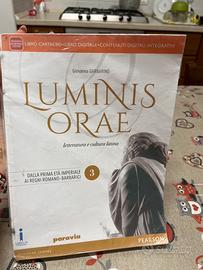 LIBRO CARTACEO+LIBRO DIGITALE+CONTENUTI DIGITALI INTEGRATIVI
Giovanna GARBARINO
LUMINIS
ORAE
letteratura e cultura latina
DALLA PRIMA ETÀ IMPERIALE
AI REGNI ROMANO-BARBARICI
3
paravia
PEARSON